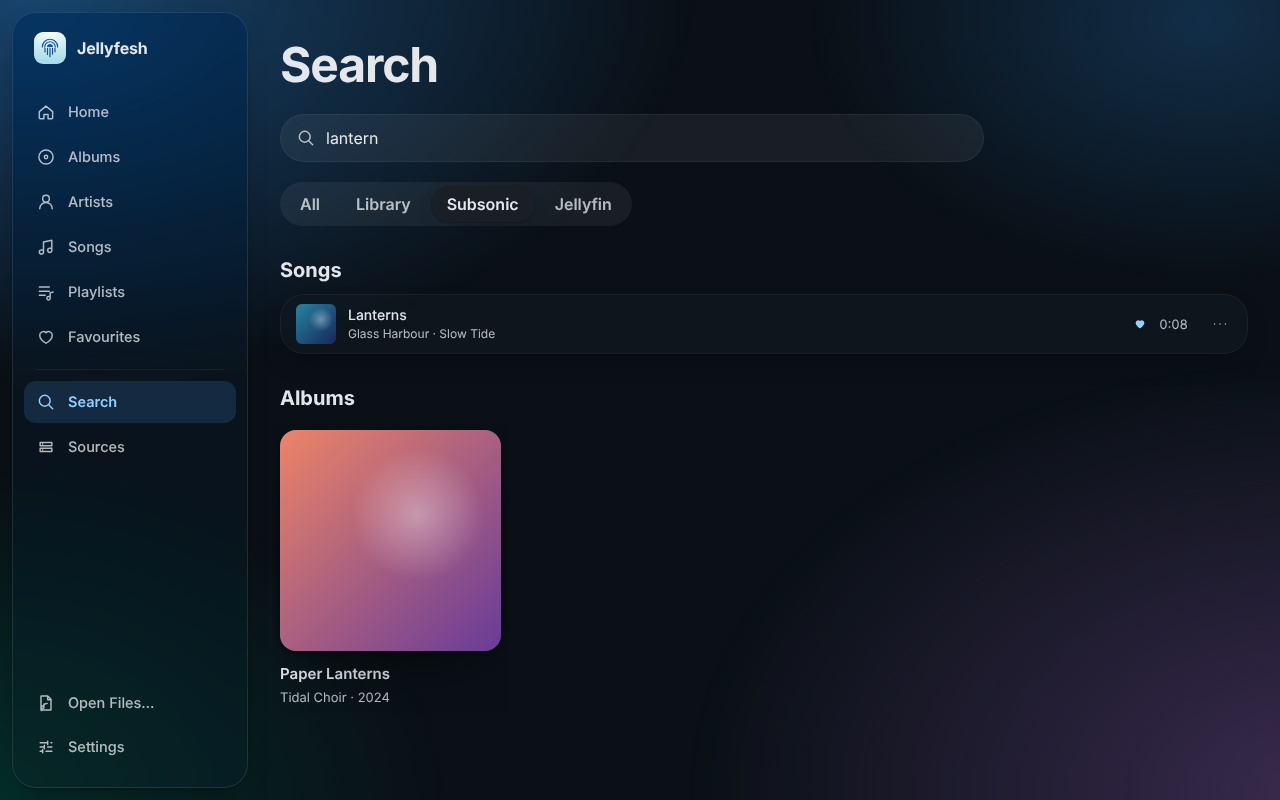 Jellyfesh
Home
Albums
Artists
Songs
Playlists
Favourites
Search
Sources
Open Files...
Settings
Search
lantern
All Library Subsonic Jellyfin
Songs
Lanterns
Glass Harbour · Slow Tide
0:08
Albums
Paper Lanterns
Tidal Choir · 2024